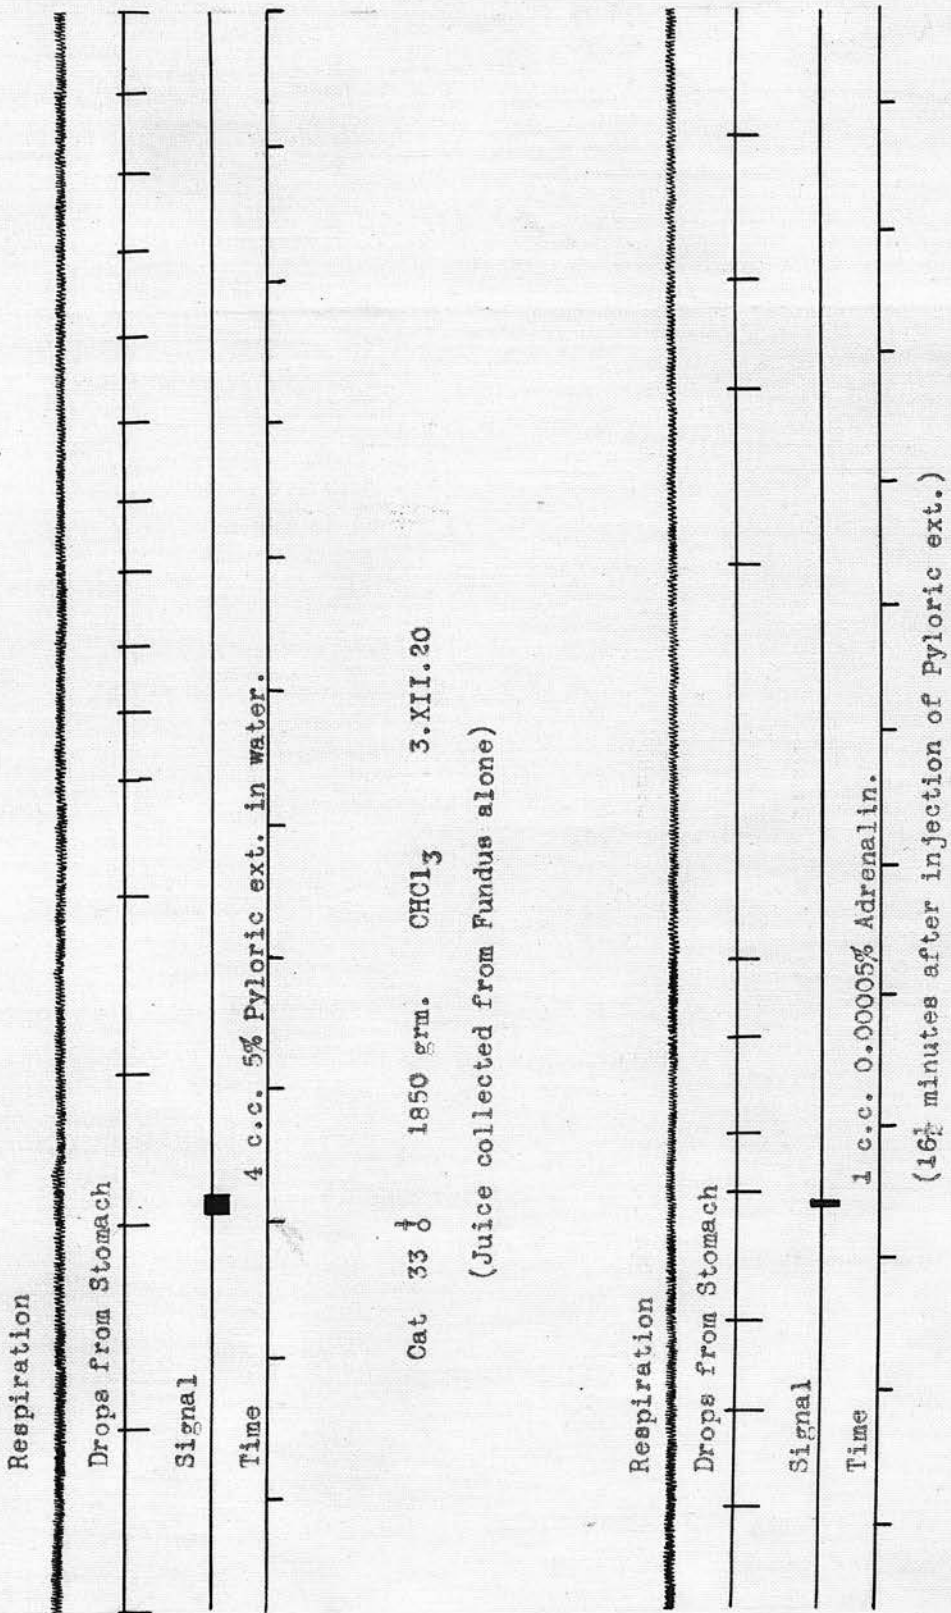 Respiration
Drops from Stomach
Signal
4 c.c. 5% Pyloric ext. in water.
Time
Cat 33 ♂ 1850 grm. CHCl₃ 3.XII.20
(Juice collected from Fundus alone)
Respiration
Drops from Stomach
Signal
1 c.c. 0.00005% Adrenalin.
Time
(16½ minutes after injection of Pyloric ext.)